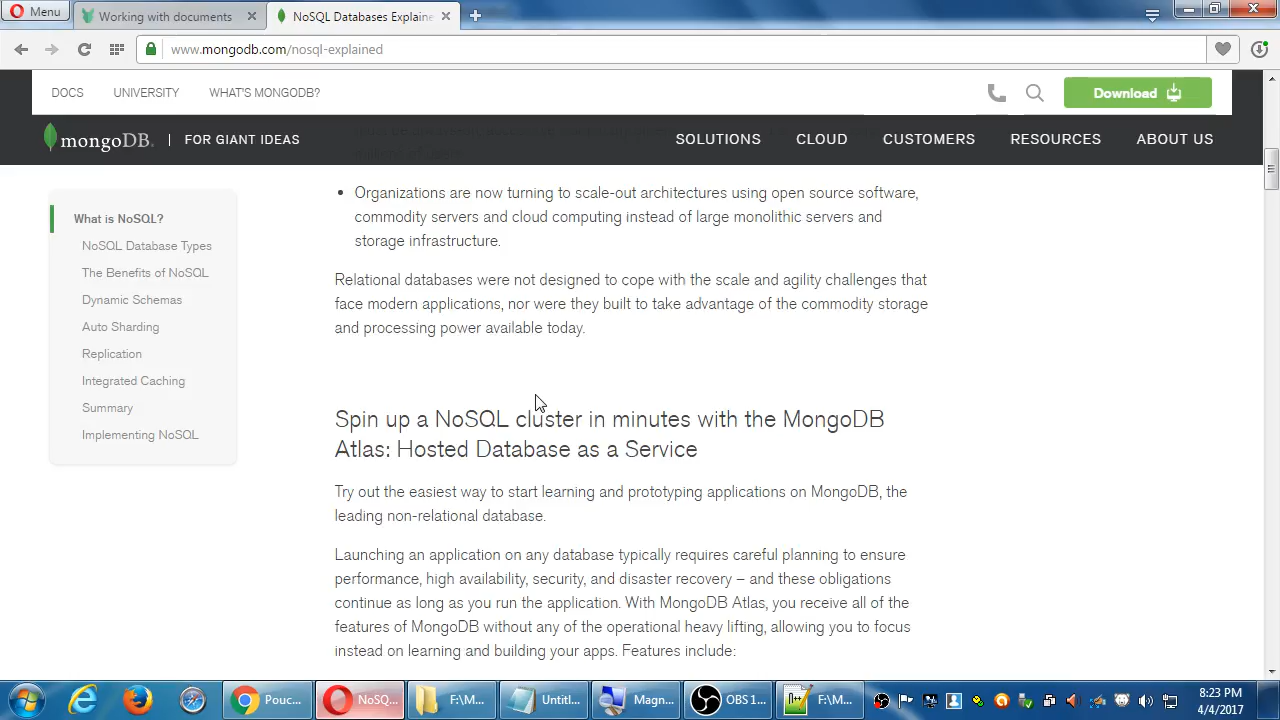 Menu
Working with documents
NoSQL Databases Explaine
www.mongodb.com/nosql-explained
DOCS
UNIVERSITY
WHAT'S MONGODB?
Download
mongoDB.
FOR GIANT IDEAS
SOLUTIONS
CLOUD
CUSTOMERS
RESOURCES
ABOUT US
What is NoSQL?
NoSQL Database Types
The Benefits of NoSQL
Dynamic Schemas
Auto Sharding
Replication
Integrated Caching
Summary
Implementing NoSQL
• Organizations are now turning to scale-out architectures using open source software,
commodity servers and cloud computing instead of large monolithic servers and
storage infrastructure.
Relational databases were not designed to cope with the scale and agility challenges that
face modern applications, nor were they built to take advantage of the commodity storage
and processing power available today.
Spin up a NoSQL cluster in minutes with the MongoDB
Atlas: Hosted Database as a Service
Try out the easiest way to start learning and prototyping applications on MongoDB, the
leading non-relational database.
Launching an application on any database typically requires careful planning to ensure
performance, high availability, security, and disaster recovery – and these obligations
continue as long as you run the application. With MongoDB Atlas, you receive all of the
features of MongoDB without any of the operational heavy lifting, allowing you to focus
instead on learning and building your apps. Features include:
Pouc...
NoSQ...
F:\M...
Untitl...
Magn...
OBS 1...
F:\M...
8:23 PM
4/4/2017